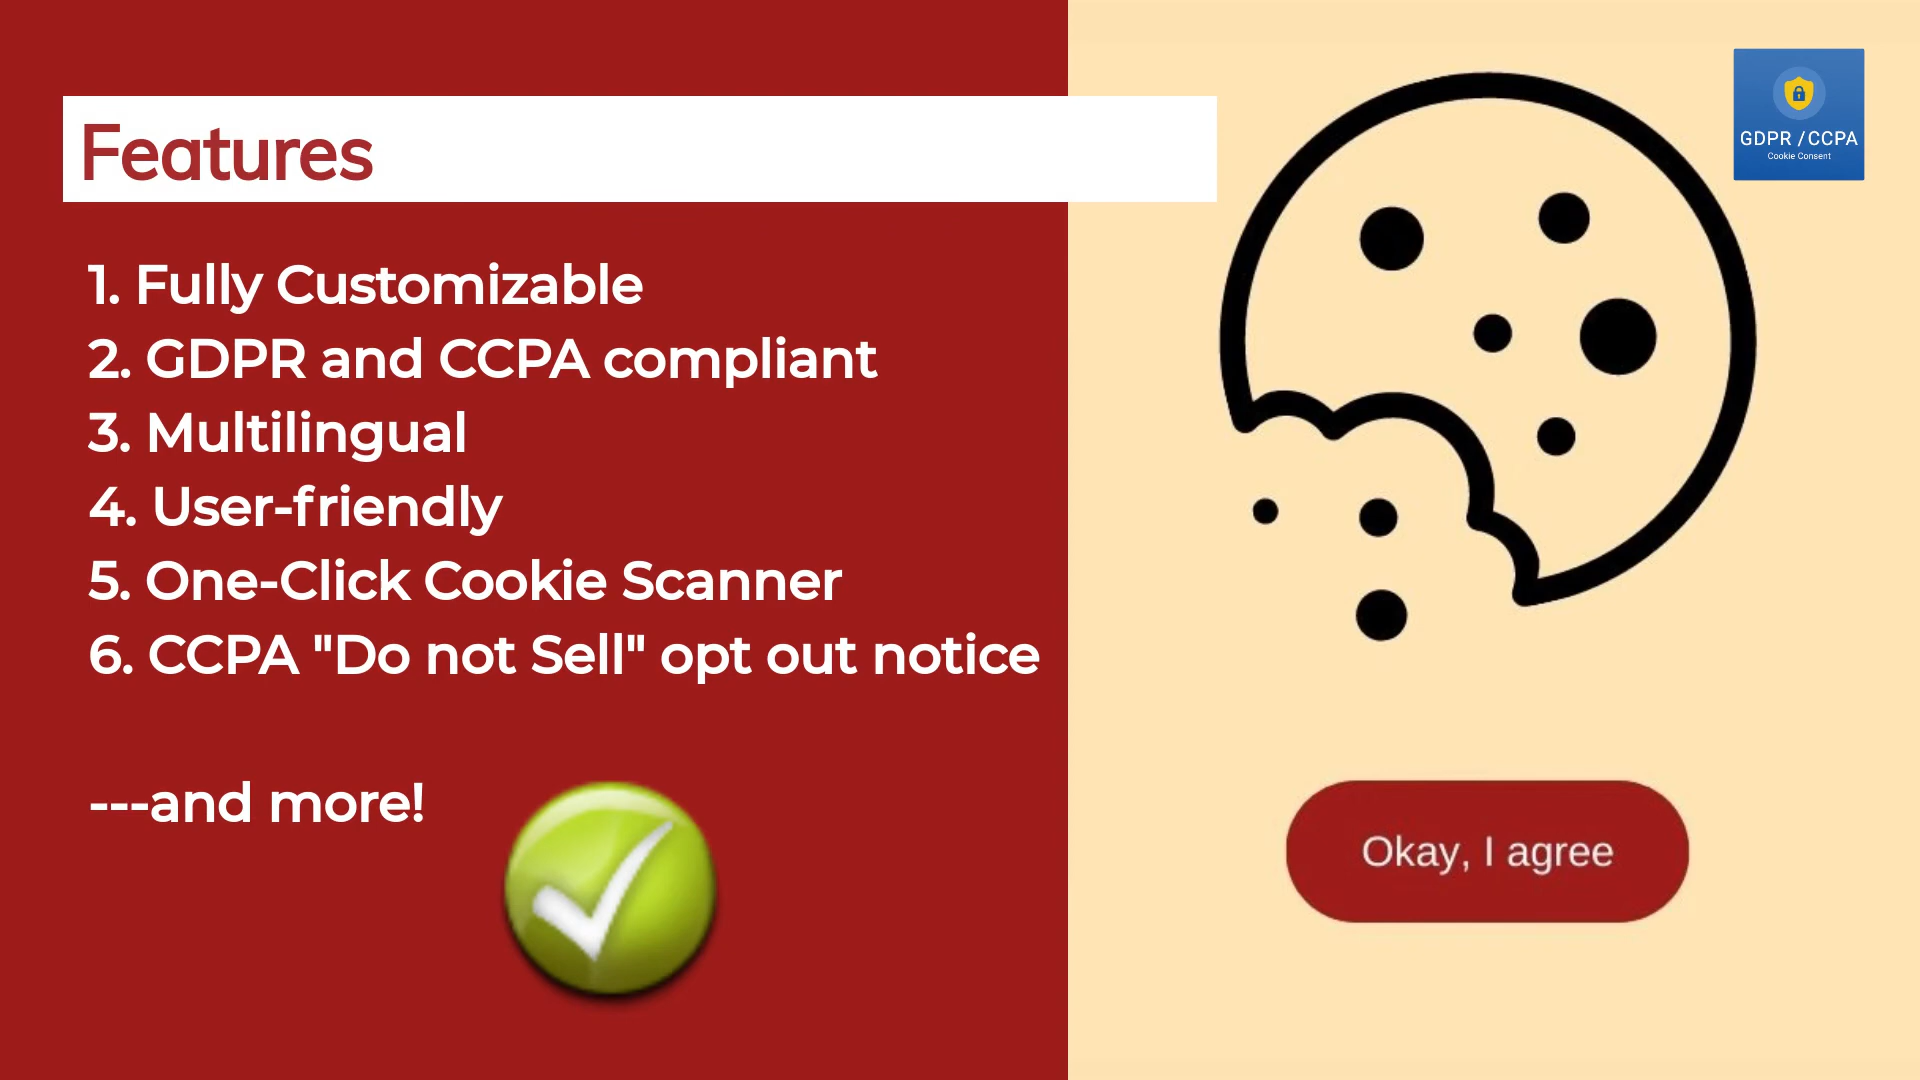 Features
1. Fully Customizable
2. GDPR and CCPA compliant
3. Multilingual
4. User-friendly
5. One-Click Cookie Scanner
6. CCPA "Do not Sell" opt out notice
---and more!
GDPR / CCPA
Cookie Consent
Okay, I agree